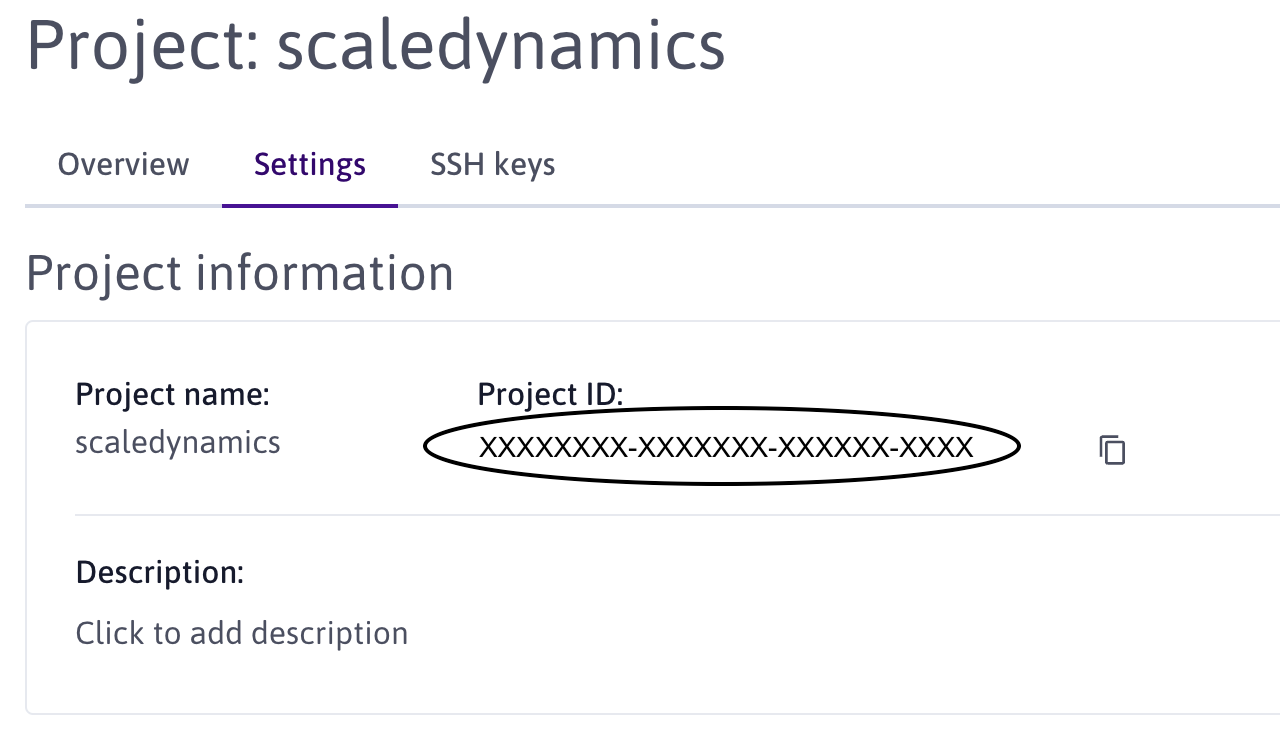 Project: scaledynamics
Overview Settings SSH keys
Project information
Project name: Project ID:
scaledynamics XXXXXXXX-XXXXXXX-XXXXXX-XXXX
Description:
Click to add description